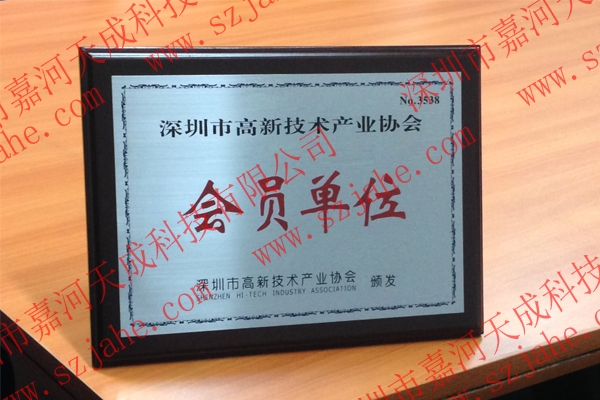 No.3538
深圳市高新技术产业协会
会员单位
深圳市高新技术产业协会 颁发
SHENZHEN HI-TECH INDUSTRY ASSOCIATION
深圳市嘉河天成科技有限公司
www.szjahe.com